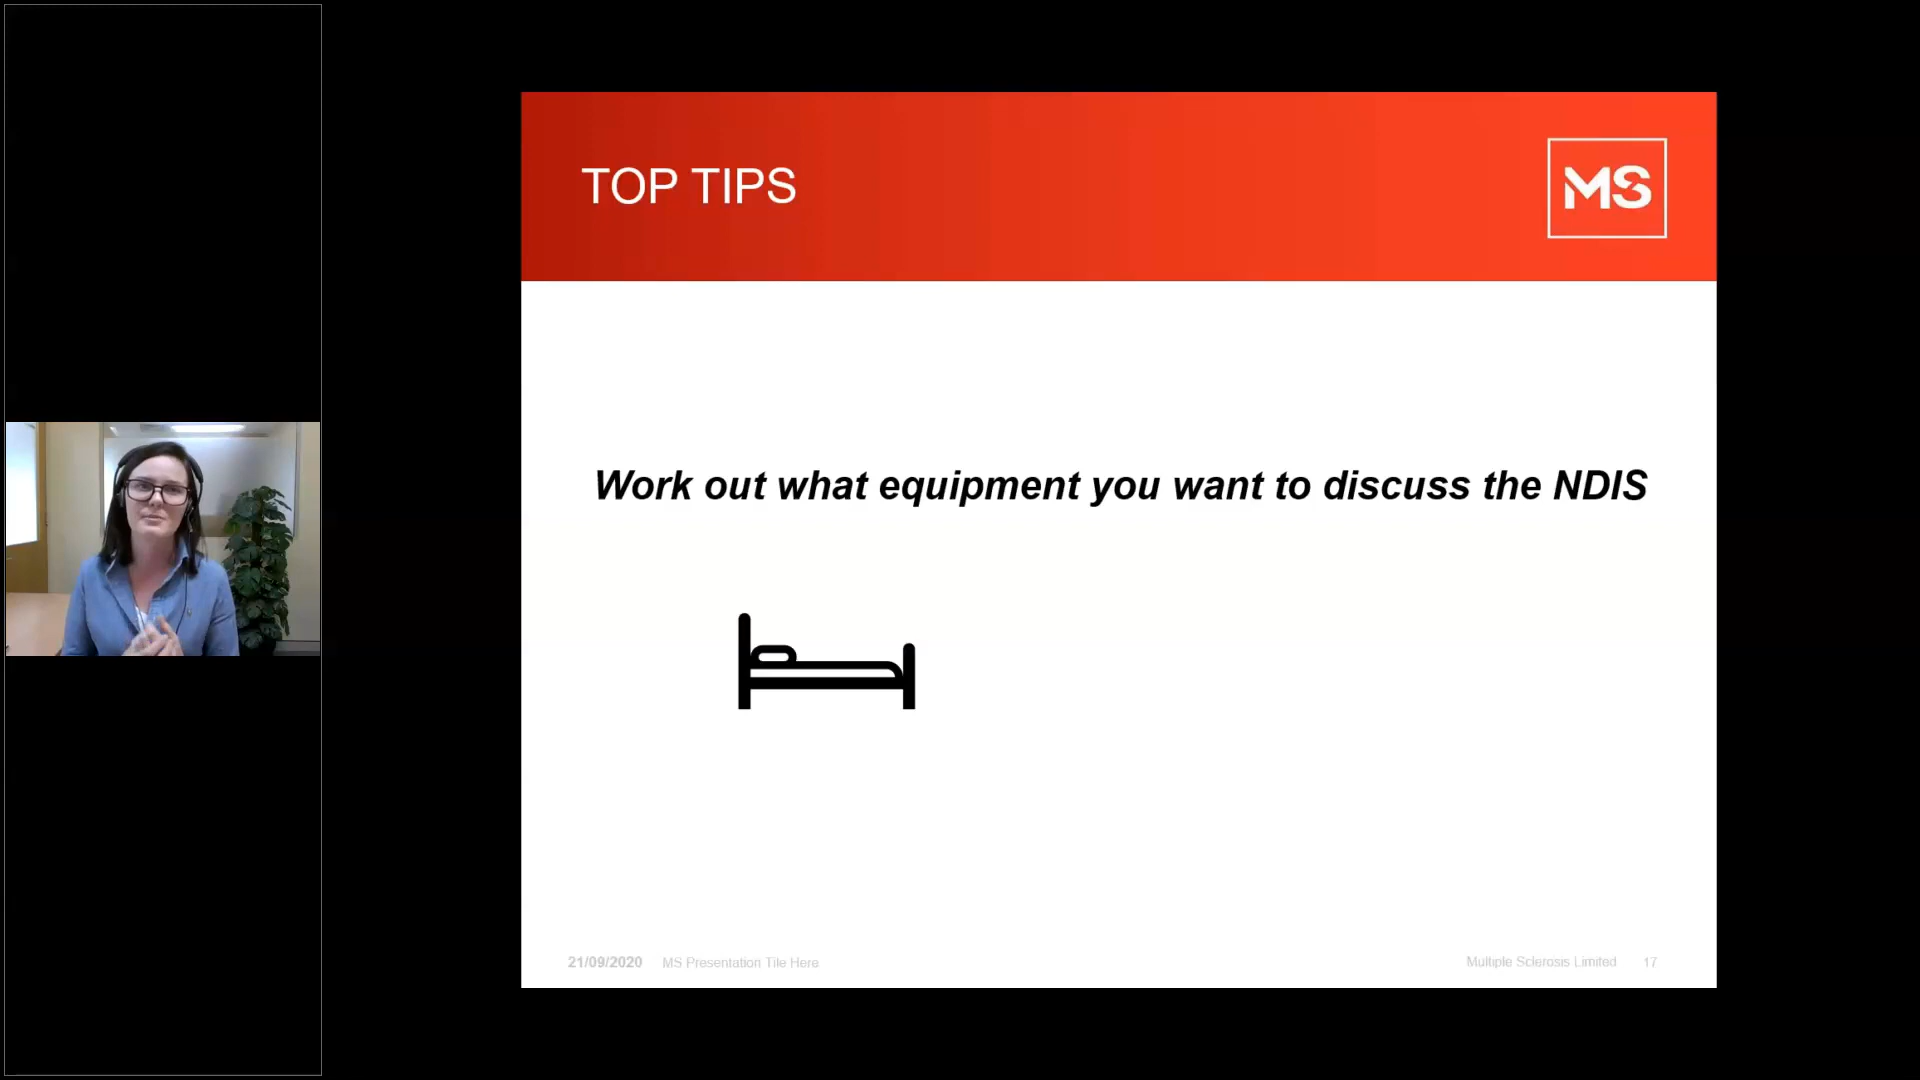 TOP TIPS
MS
Work out what equipment you want to discuss the NDIS
21/09/2020 MS Presentation Tile Here
Multiple Sclerosis Limited 17